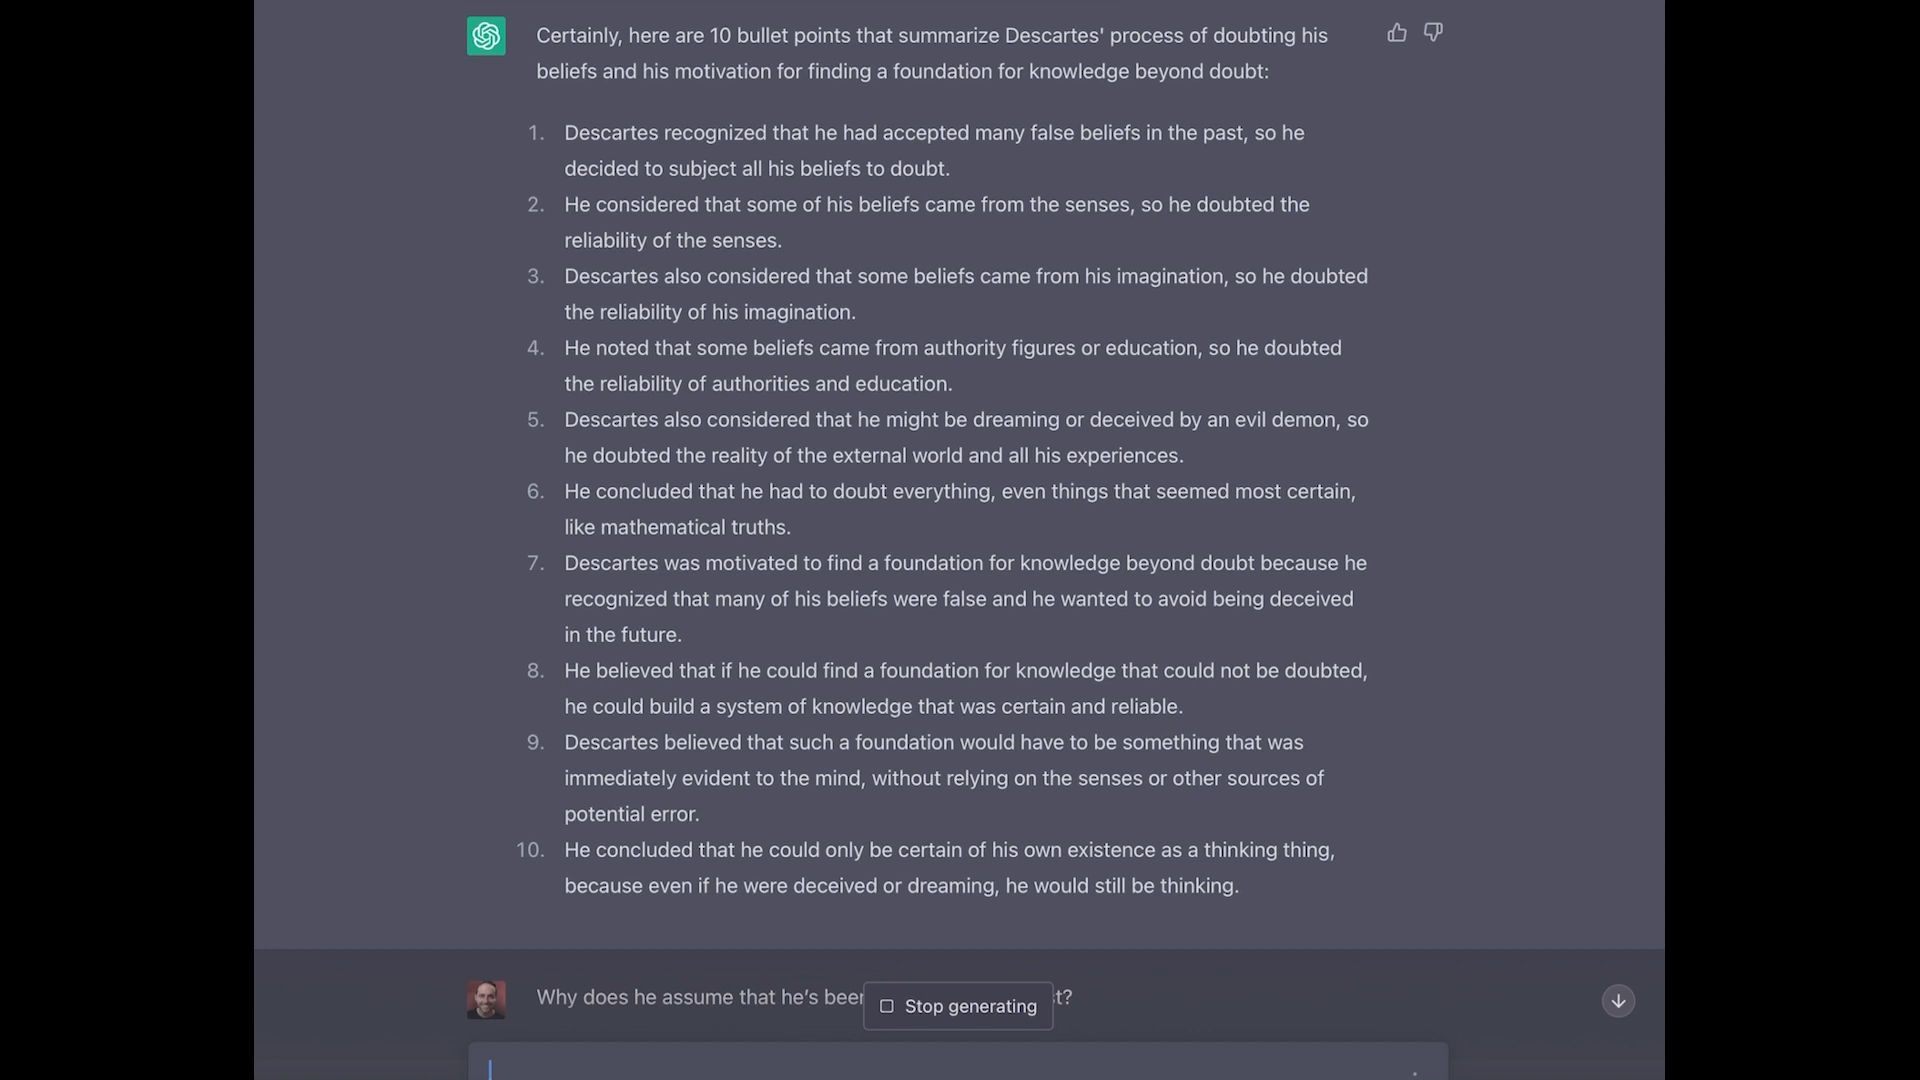 Certainly, here are 10 bullet points that summarize Descartes' process of doubting his
beliefs and his motivation for finding a foundation for knowledge beyond doubt:
1. Descartes recognized that he had accepted many false beliefs in the past, so he
decided to subject all his beliefs to doubt.
2. He considered that some of his beliefs came from the senses, so he doubted the
reliability of the senses.
3. Descartes also considered that some beliefs came from his imagination, so he doubted
the reliability of his imagination.
4. He noted that some beliefs came from authority figures or education, so he doubted
the reliability of authorities and education.
5. Descartes also considered that he might be dreaming or deceived by an evil demon, so
he doubted the reality of the external world and all his experiences.
6. He concluded that he had to doubt everything, even things that seemed most certain,
like mathematical truths.
7. Descartes was motivated to find a foundation for knowledge beyond doubt because he
recognized that many of his beliefs were false and he wanted to avoid being deceived
in the future.
8. He believed that if he could find a foundation for knowledge that could not be doubted,
he could build a system of knowledge that was certain and reliable.
9. Descartes believed that such a foundation would have to be something that was
immediately evident to the mind, without relying on the senses or other sources of
potential error.
10. He concluded that he could only be certain of his own existence as a thinking thing,
because even if he were deceived or dreaming, he would still be thinking.
Why does he assume that he's been
Stop generating